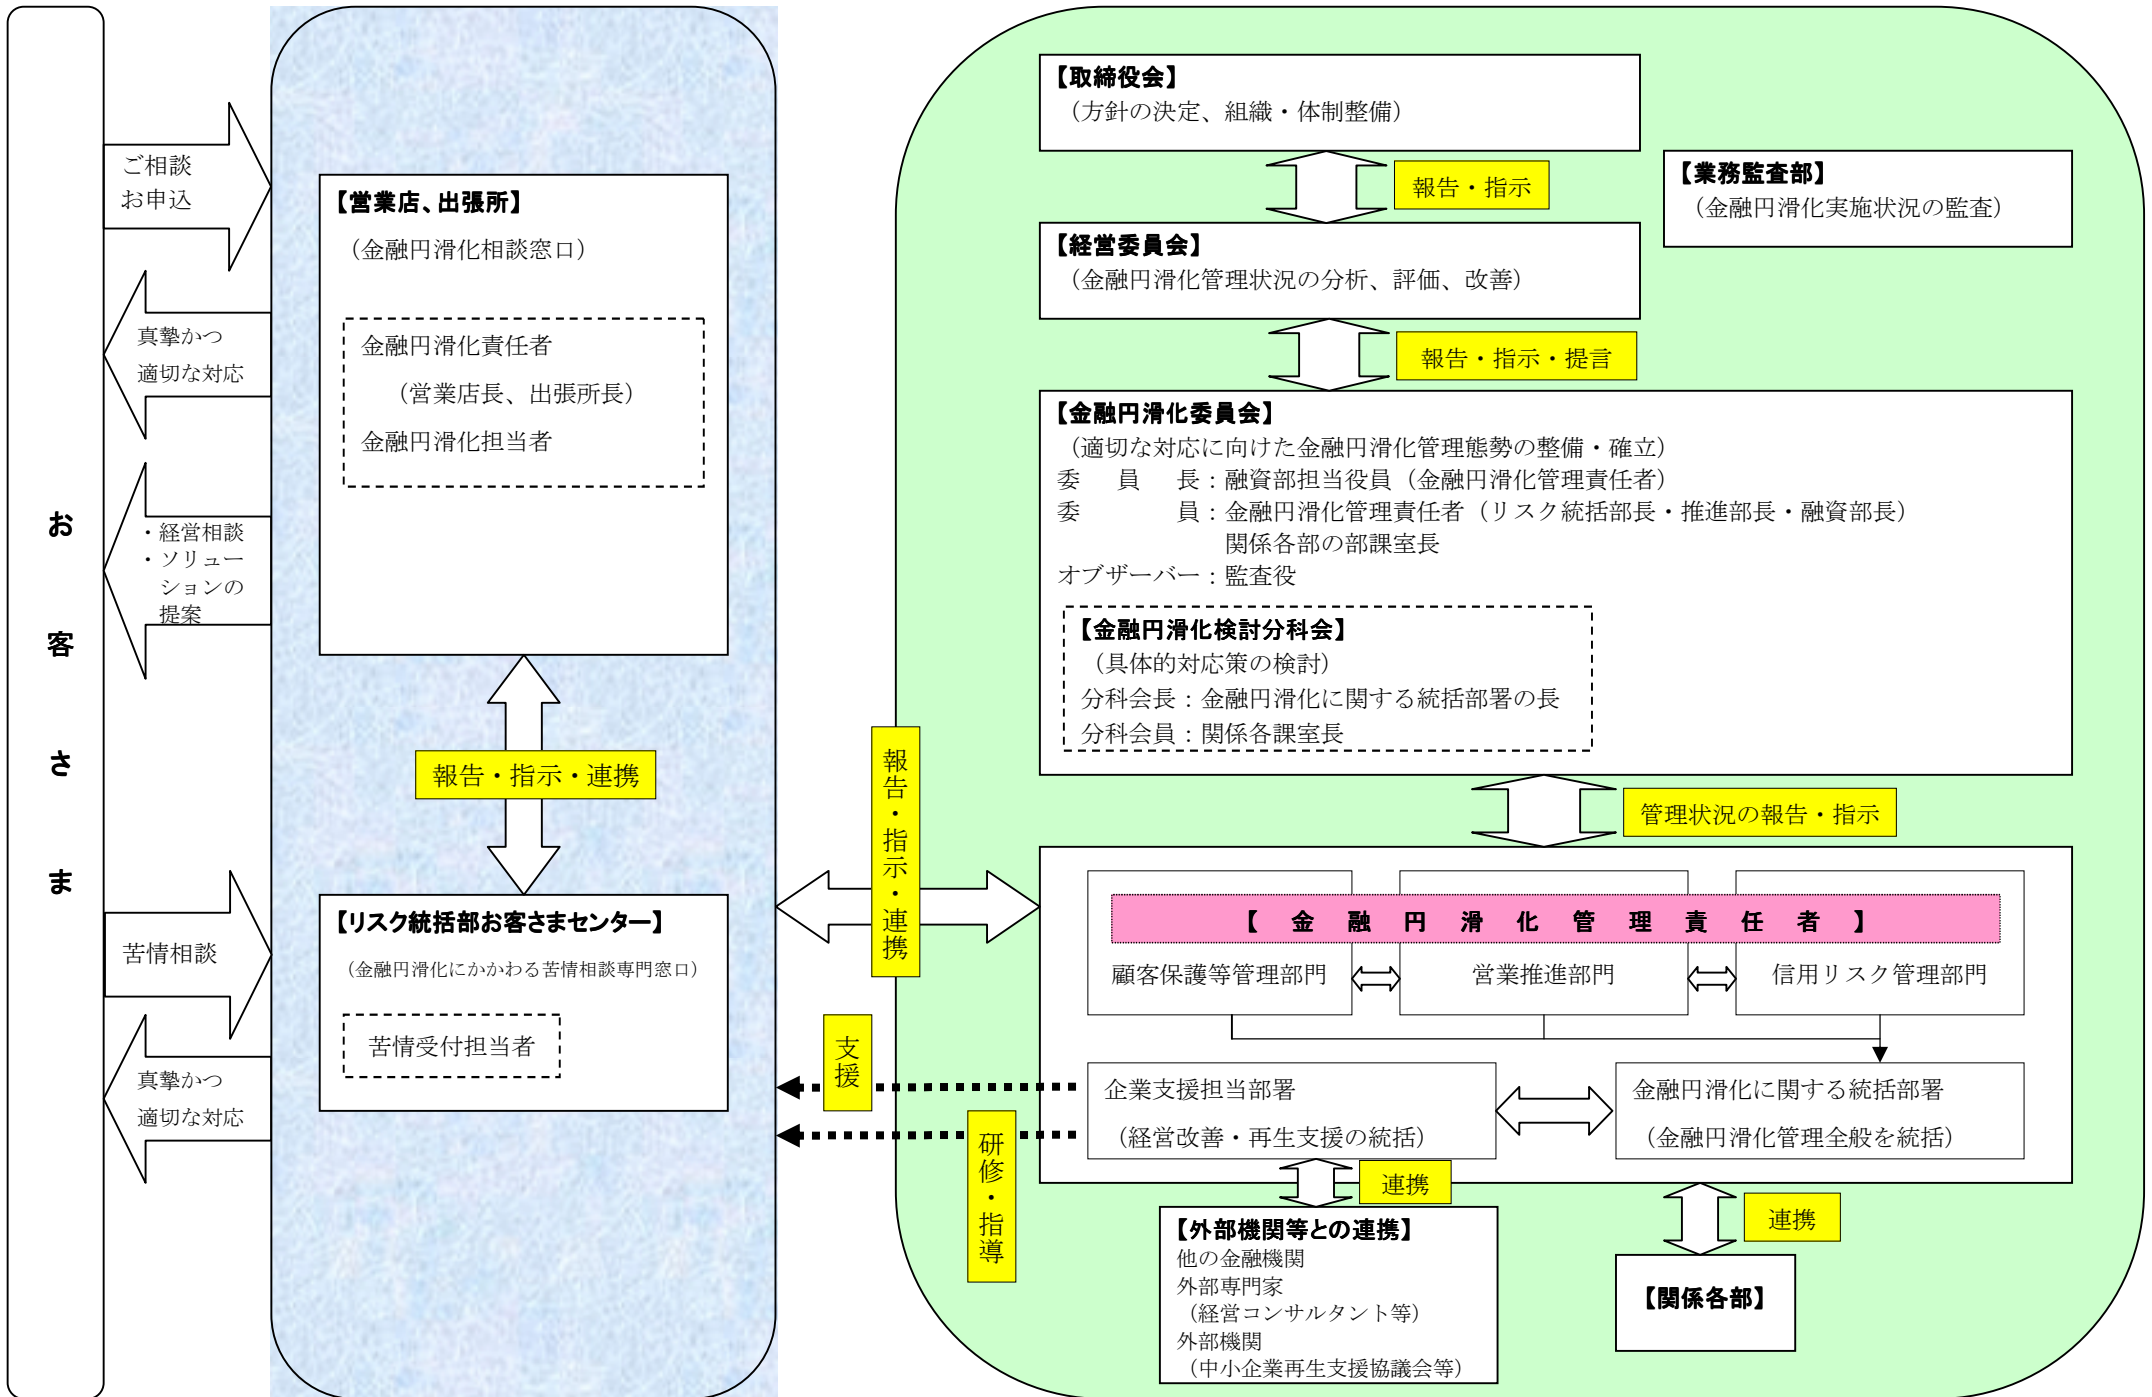 お客さま
ご相談
お申込
真摯かつ
適切な対応
・経営相談
・ソリュー
ションの
提案
苦情相談
真摯かつ
適切な対応
【営業店、出張所】
（金融円滑化相談窓口）
金融円滑化責任者
（営業店長、出張所長）
金融円滑化担当者
報告・指示・連携
【リスク統括部お客さまセンター】
（金融円滑化にかかわる苦情相談専門窓口）
苦情受付担当者
報告・指示・連携
支援
研修・指導
【取締役会】
（方針の決定、組織・体制整備）
報告・指示
【業務監査部】
（金融円滑化実施状況の監査）
【経営委員会】
（金融円滑化管理状況の分析、評価、改善）
報告・指示・提言
【金融円滑化委員会】
（適切な対応に向けた金融円滑化管理態勢の整備・確立）
委　員　長：融資部担当役員（金融円滑化管理責任者）
委　　　　員：金融円滑化管理責任者（リスク統括部長・推進部長・融資部長）
関係各部の部課室長
オブザーバー：監査役
【金融円滑化検討分科会】
（具体的対応策の検討）
分科会長：金融円滑化に関する統括部署の長
分科会員：関係各課室長
管理状況の報告・指示
【金融円滑化管理責任者】
顧客保護等管理部門
営業推進部門
信用リスク管理部門
企業支援担当部署
（経営改善・再生支援の統括）
金融円滑化に関する統括部署
（金融円滑化管理全般を統括）
連携
連携
【外部機関等との連携】
他の金融機関
外部専門家
（経営コンサルタント等）
外部機関
（中小企業再生支援協議会等）
【関係各部】